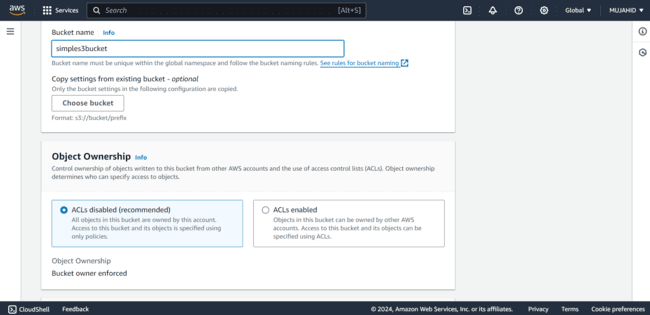 aws
Services
Search
[Alt+S]
Global
MUJAHID
Bucket name Info
simples3bucket
Bucket name must be unique within the global namespace and follow the bucket naming rules. See rules for bucket naming
Copy settings from existing bucket - optional
Only the bucket settings in the following configuration are copied.
Choose bucket
Format: s3://bucket/prefix
Object Ownership Info
Control ownership of objects written to this bucket from other AWS accounts and the use of access control lists (ACLs). Object ownership
determines who can specify access to objects.
ACLs disabled (recommended)
All objects in this bucket are owned by this account.
Access to this bucket and its objects is specified using
only policies.
ACLs enabled
Objects in this bucket can be owned by other AWS
accounts. Access to this bucket and its objects can be
specified using ACLs.
Object Ownership
Bucket owner enforced
CloudShell
Feedback
© 2024, Amazon Web Services, Inc. or its affiliates.
Privacy
Terms
Cookie preferences